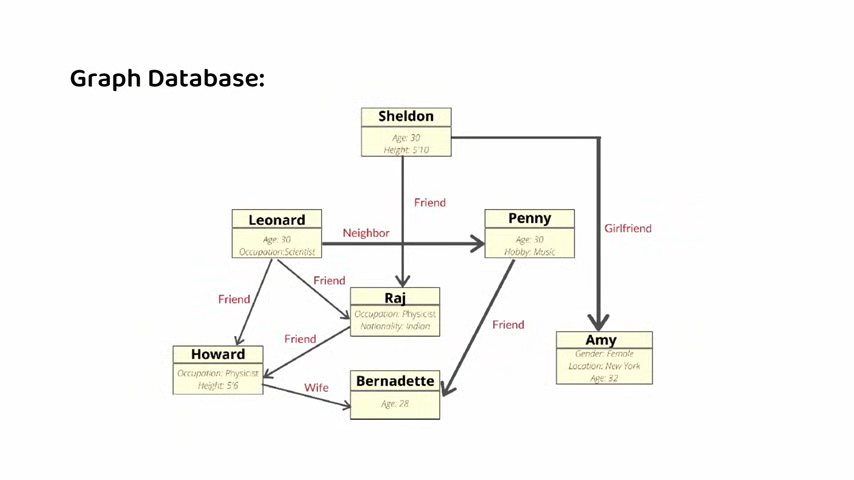 Graph Database:
Sheldon
Age: 30
Height: 5'10
Friend
Girlfriend
Leonard
Age: 30
Occupation:Scientist
Neighbor
Penny
Age: 30
Hobby: Music
Friend
Friend
Raj
Occupation: Physicist
Nationality: Indian
Friend
Friend
Howard
Occupation: Physicist
Height: 5'6
Wife
Bernadette
Age: 28
Amy
Gender: Female
Location: New York
Age: 32